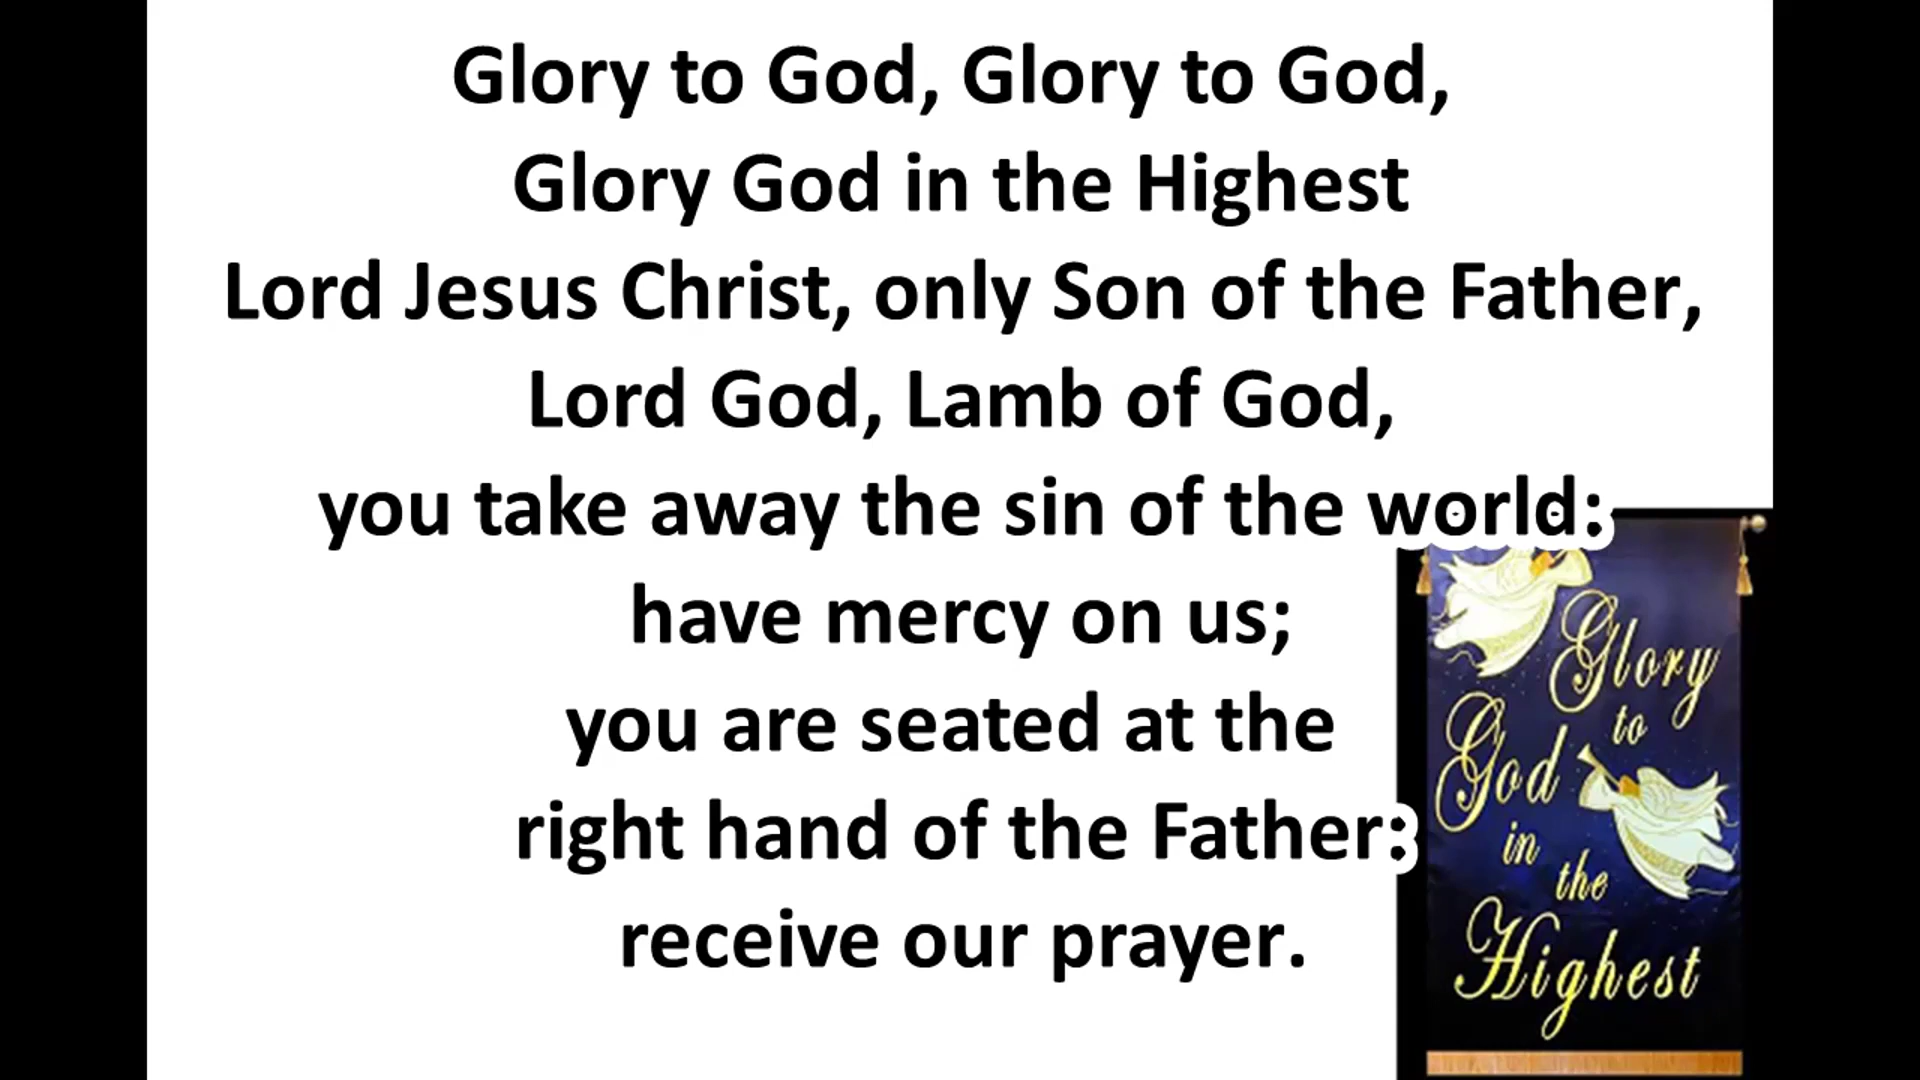 Glory to God, Glory to God,
Glory God in the Highest
Lord Jesus Christ, only Son of the Father,
Lord God, Lamb of God,
you take away the sin of the world:
have mercy on us;
you are seated at the
right hand of the Father:
receive our prayer.
Glory
to
God
in
the
Highest